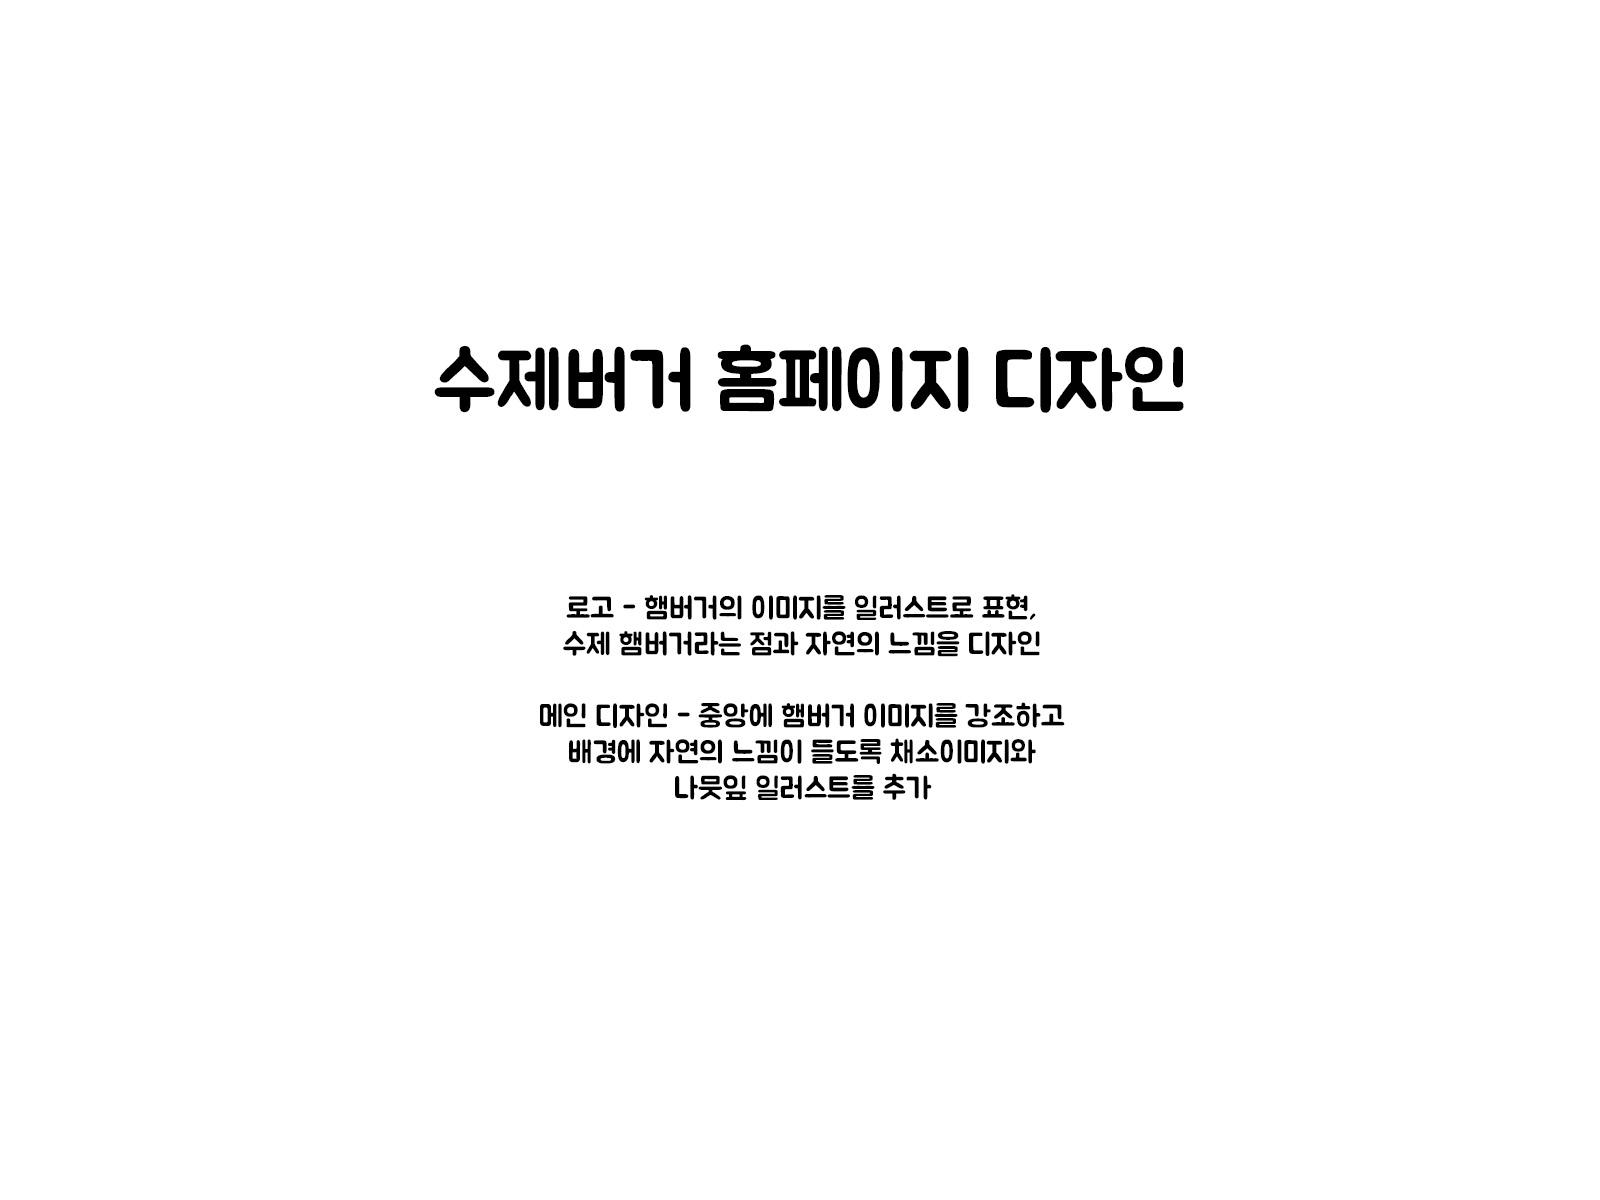 수제버거 홈페이지 디자인
로고 - 햄버거의 이미지를 일러스트로 표현,
수제 햄버거라는 점과 자연의 느낌을 디자인
메인 디자인 - 중앙에 햄버거 이미지를 강조하고
배경에 자연의 느낌이 들도록 채소이미지와
나뭇잎 일러스트를 추가